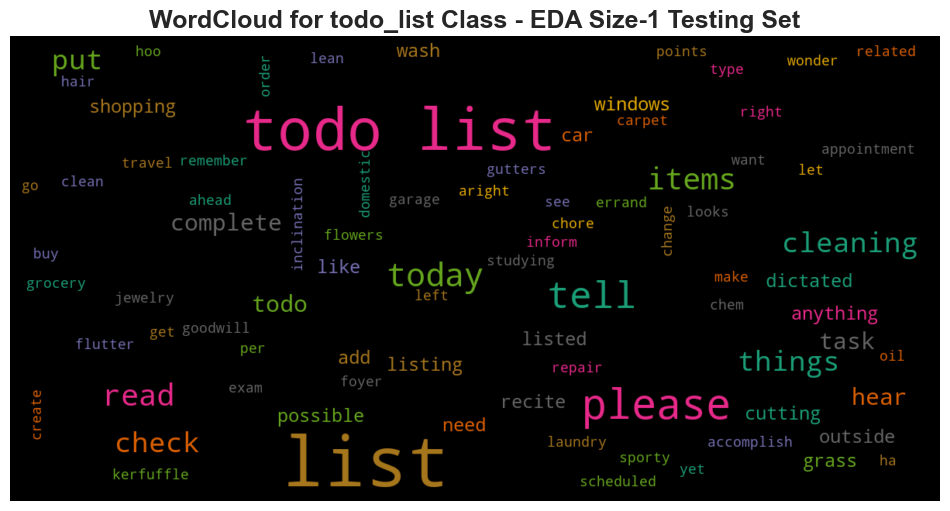 WordCloud for todo_list Class - EDA Size-1 Testing Set
put hoo order lean wash points type wonder related
hair
shopping windows carpet right
todo list car
travel remember domestic gutters want appointment
go clean aright items let
ahead inclination garage see errand looks
complete flowers chore change
inform cleaning
buy like studying
grocery today make dictated
jewelry todo left tell chem anything
flutter get goodwill listed task
per add listing things oil
repair
read exam foyer please hear
create possible recite cutting
check need laundry accomplish outside
list sporty grass ha
kerfuffle scheduled yet